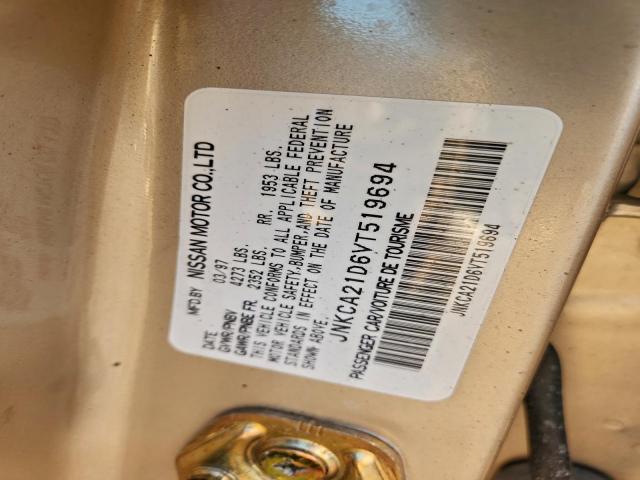 MFD BY NISSAN MOTOR CO.,LTD
DATE: 03/97
GVWR/PNBV 4273 LBS.
GAWR/PNBE FR. 2352 LBS. RR. 1953 LBS.
THIS VEHICLE CONFORMS TO ALL APPLICABLE FEDERAL
MOTOR VEHICLE SAFETY, BUMPER, AND THEFT PREVENTION
STANDARDS IN EFFECT ON THE DATE OF MANUFACTURE
SHOWN ABOVE.
JNKCA21D6VT519694
PASSENGER CAR/VOITURE DE TOURISME
JNKCA21D6VT519694